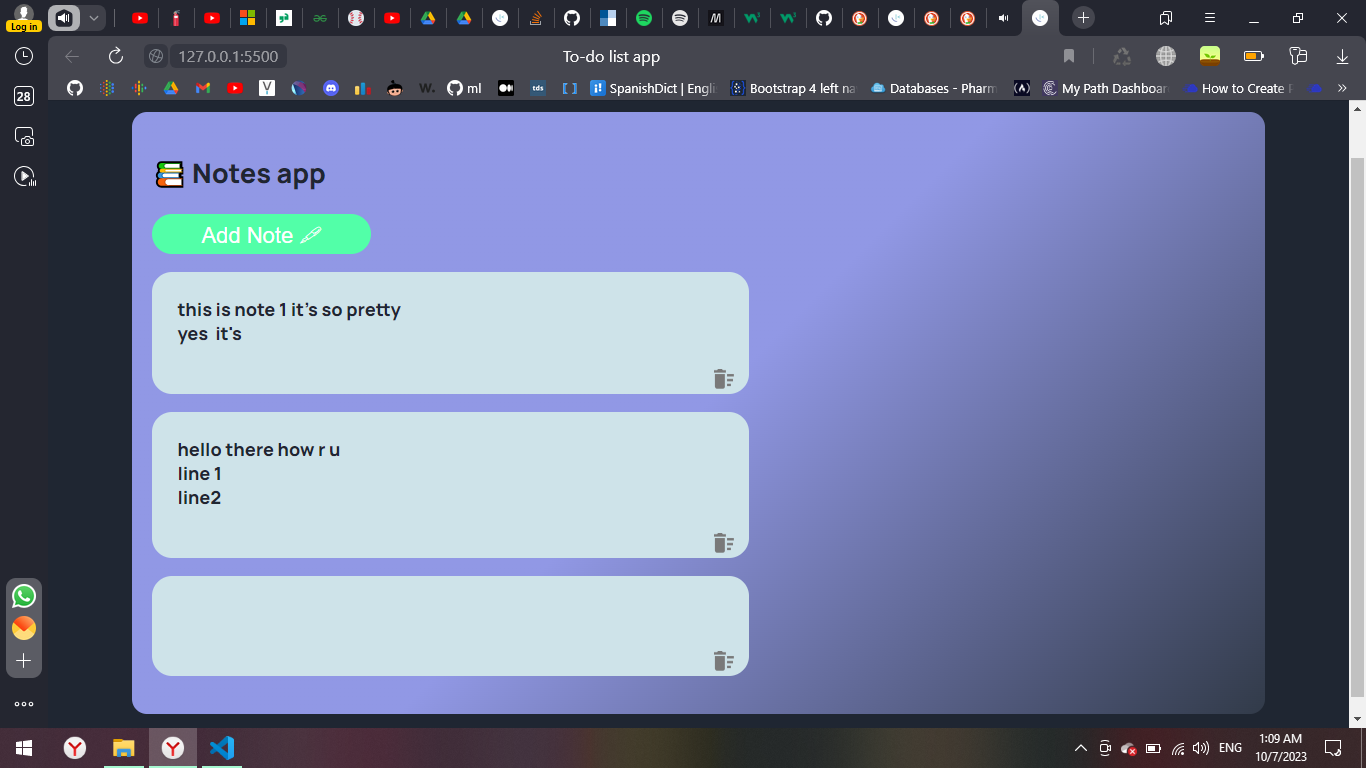 Log in
127.0.0.1:5500
To-do list app
28
ml
W.
tds
SpanishDict | Engli
Bootstrap 4 left na
Databases - Pharm
My Path Dashboar
How to Create
Notes app
Add Note
this is note 1 it's so pretty
yes  it's
hello there how r u
line 1
line2
ENG
1:09 AM
10/7/2023